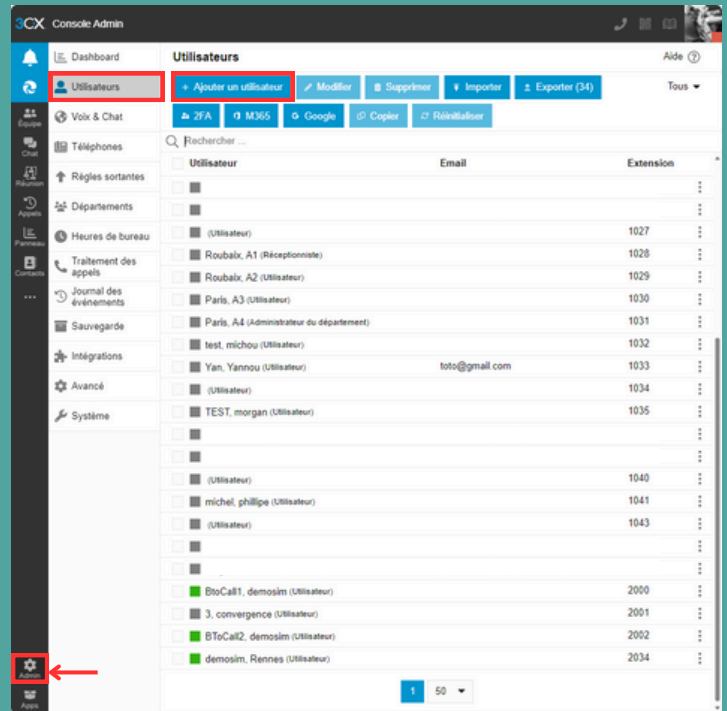 3CX Console Admin
Dashboard
Utilisateurs
Voix & Chat
Téléphones
Règles sortantes
Départements
Heures de bureau
Traitement des
appels
Journal des
événements
Sauvegarde
Intégrations
Avancé
Système
Équipe
Chat
Réunion
Appels
Panneau
Contacts
Admin
Apps
Utilisateurs
Aide
+ Ajouter un utilisateur
Modifier
Supprimer
Importer
Exporter (34)
Tous
2FA
M365
Google
Copier
Réinitialiser
Rechercher ...
Utilisateur Email Extension
(Utilisateur) 1027
Roubaix, A1 (Réceptionniste) 1028
Roubaix, A2 (Utilisateur) 1029
Paris, A3 (Utilisateur) 1030
Paris, A4 (Administrateur du département) 1031
test, michou (Utilisateur) 1032
Yan, Yannou (Utilisateur) toto@gmail.com 1033
(Utilisateur) 1034
TEST, morgan (Utilisateur) 1035
(Utilisateur) 1040
michel, phillipe (Utilisateur) 1041
(Utilisateur) 1043
BtoCall1, demosim (Utilisateur) 2000
3, convergence (Utilisateur) 2001
BToCall2, demosim (Utilisateur) 2002
demosim, Rennes (Utilisateur) 2034
1 50